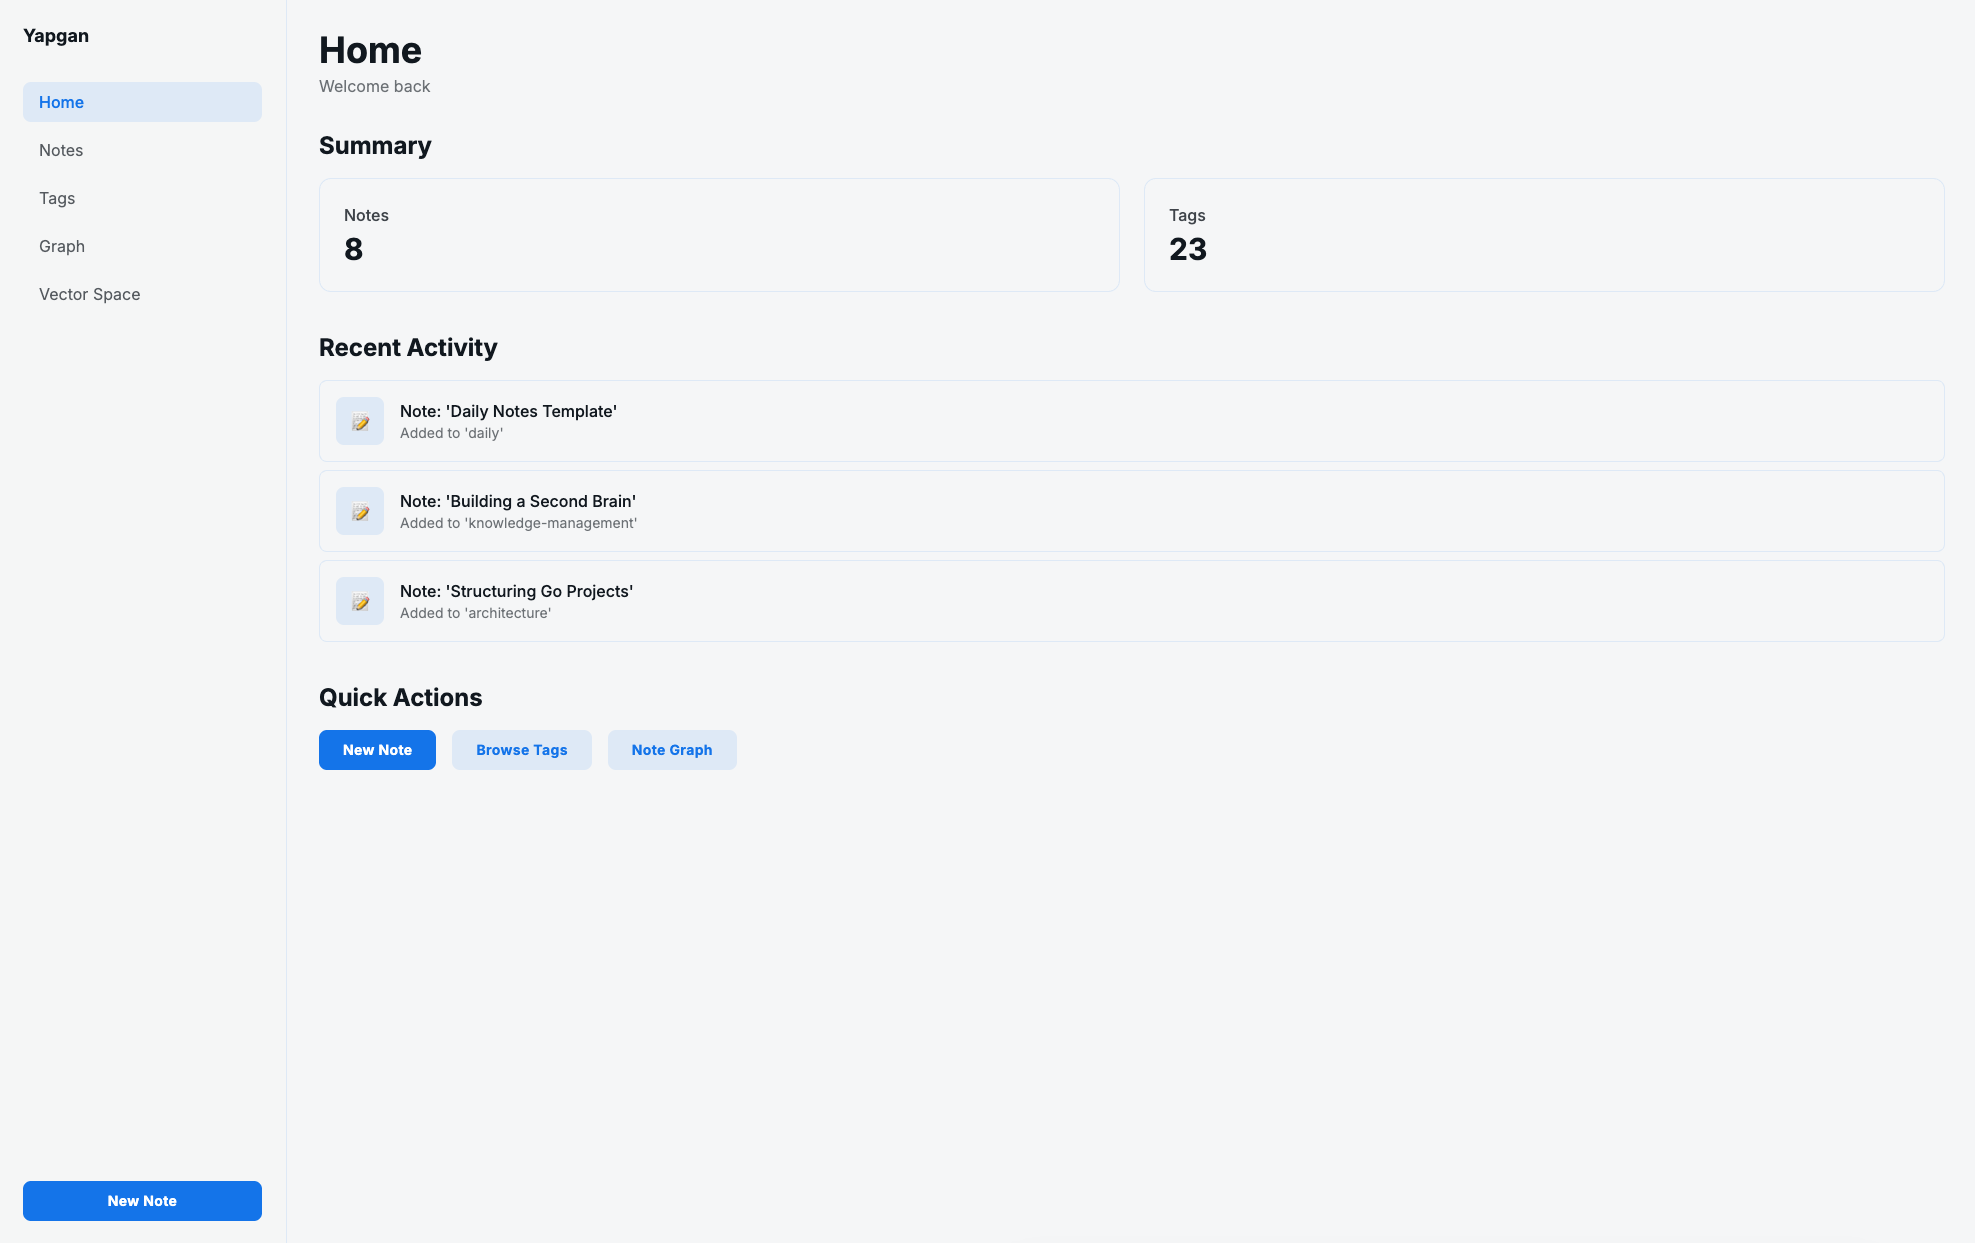 Yapgan
Home
Notes
Tags
Graph
Vector Space
New Note
Home
Welcome back
Summary
Notes
8
Tags
23
Recent Activity
Note: 'Daily Notes Template'
Added to 'daily'
Note: 'Building a Second Brain'
Added to 'knowledge-management'
Note: 'Structuring Go Projects'
Added to 'architecture'
Quick Actions
New Note
Browse Tags
Note Graph